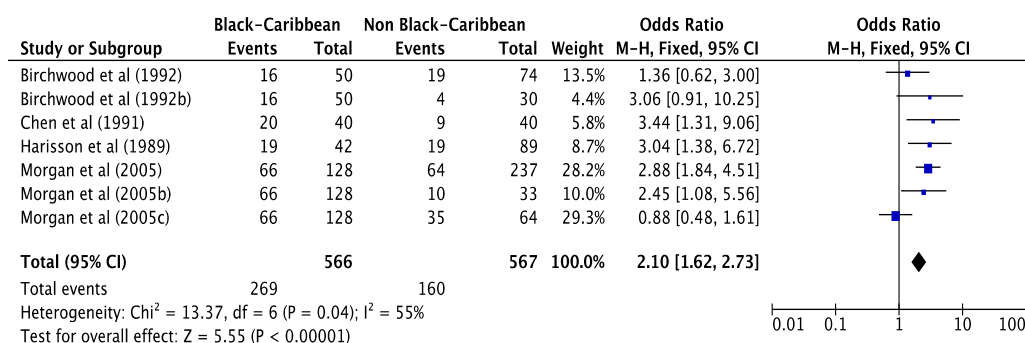 Black–Caribbean Non Black–Caribbean Odds Ratio Odds Ratio
Study or Subgroup Events Total Events Total Weight M–H, Fixed, 95% CI M–H, Fixed, 95% CI
Birchwood et al (1992) 16 50 19 74 13.5% 1.36 [0.62, 3.00]
Birchwood et al (1992b) 16 50 4 30 4.4% 3.06 [0.91, 10.25]
Chen et al (1991) 20 40 9 40 5.8% 3.44 [1.31, 9.06]
Harisson et al (1989) 19 42 19 89 8.7% 3.04 [1.38, 6.72]
Morgan et al (2005) 66 128 64 237 28.2% 2.88 [1.84, 4.51]
Morgan et al (2005b) 66 128 10 33 10.0% 2.45 [1.08, 5.56]
Morgan et al (2005c) 66 128 35 64 29.3% 0.88 [0.48, 1.61]
Total (95% CI) 566 567 100.0% 2.10 [1.62, 2.73]
Total events 269 160
Heterogeneity: Chi² = 13.37, df = 6 (P = 0.04); I² = 55%
Test for overall effect: Z = 5.55 (P < 0.00001)
0.01 0.1 1 10 100